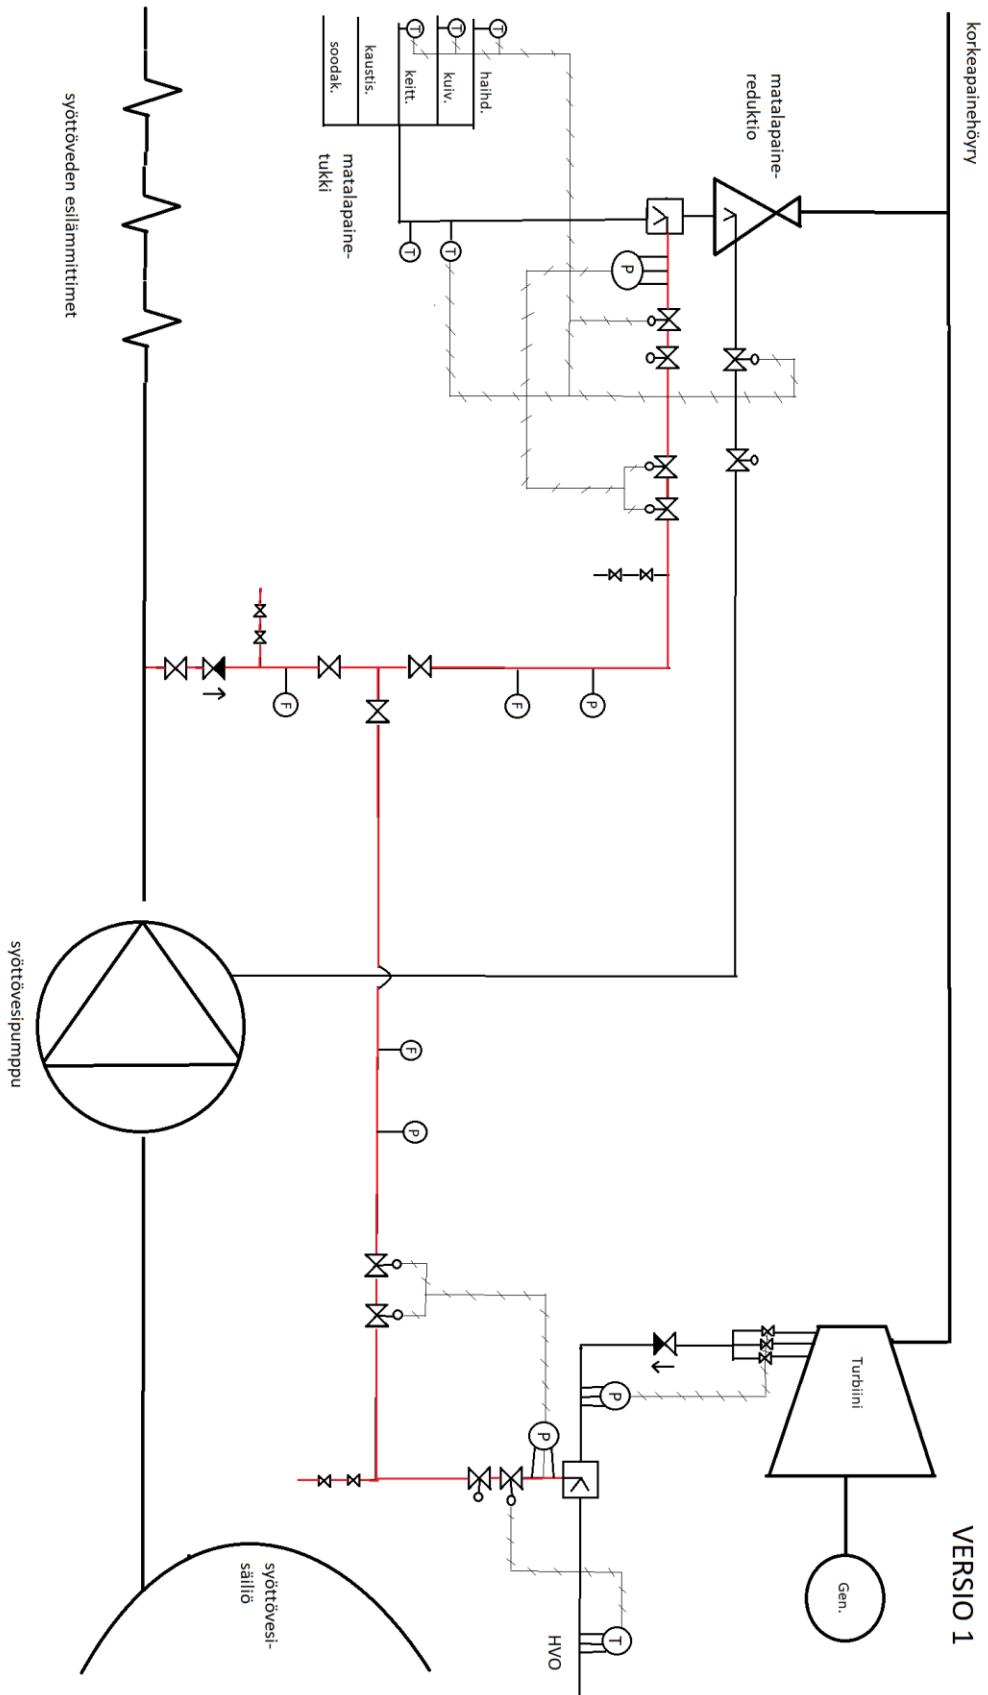 VERSIO 1
korkeapainehöyry
matalapaine-
reduktio
T
T
T
haihd.
kuiv.
keitt.
kaustis.
soodak.
matalapaine-
tukki
T
T
P
syöttöveden esilämmittimet
F
F
P
syöttövesipumppu
F
P
Turbiini
Gen.
P
P
T
HVO
syöttövesi-
säiliö